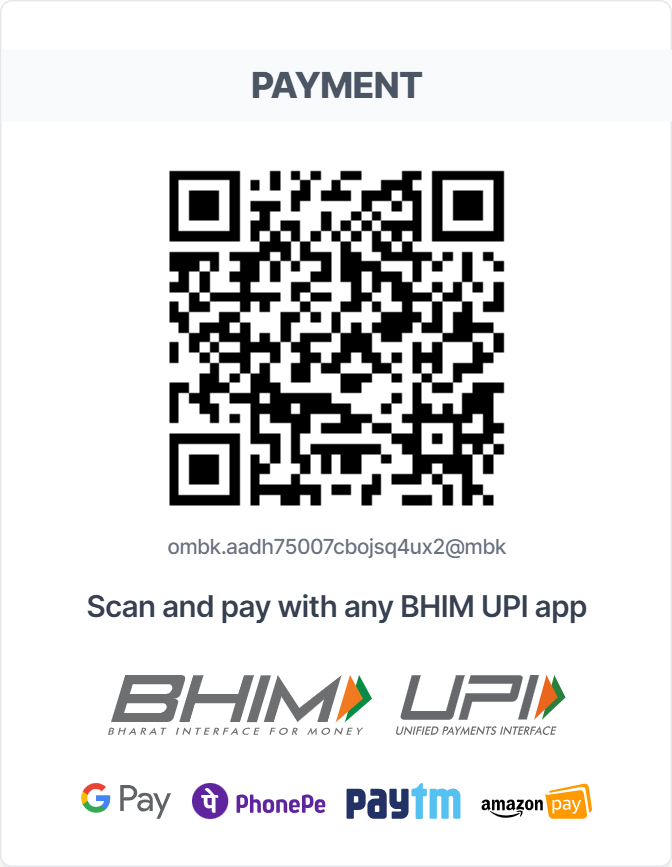 PAYMENT
ombk.aadh75007cbojsq4ux2@mbk
Scan and pay with any BHIM UPI app
BHIM UPI
BHARAT INTERFACE FOR MONEY UNIFIED PAYMENTS INTERFACE
G Pay पे PhonePe paytm amazon pay